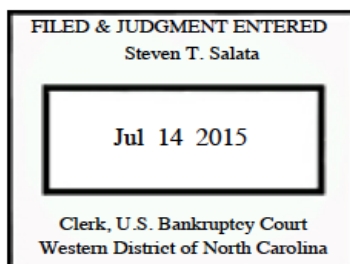 FILED & JUDGMENT ENTERED
Steven T. Salata
Jul 14 2015
Clerk, U.S. Bankruptcy Court
Western District of North Carolina